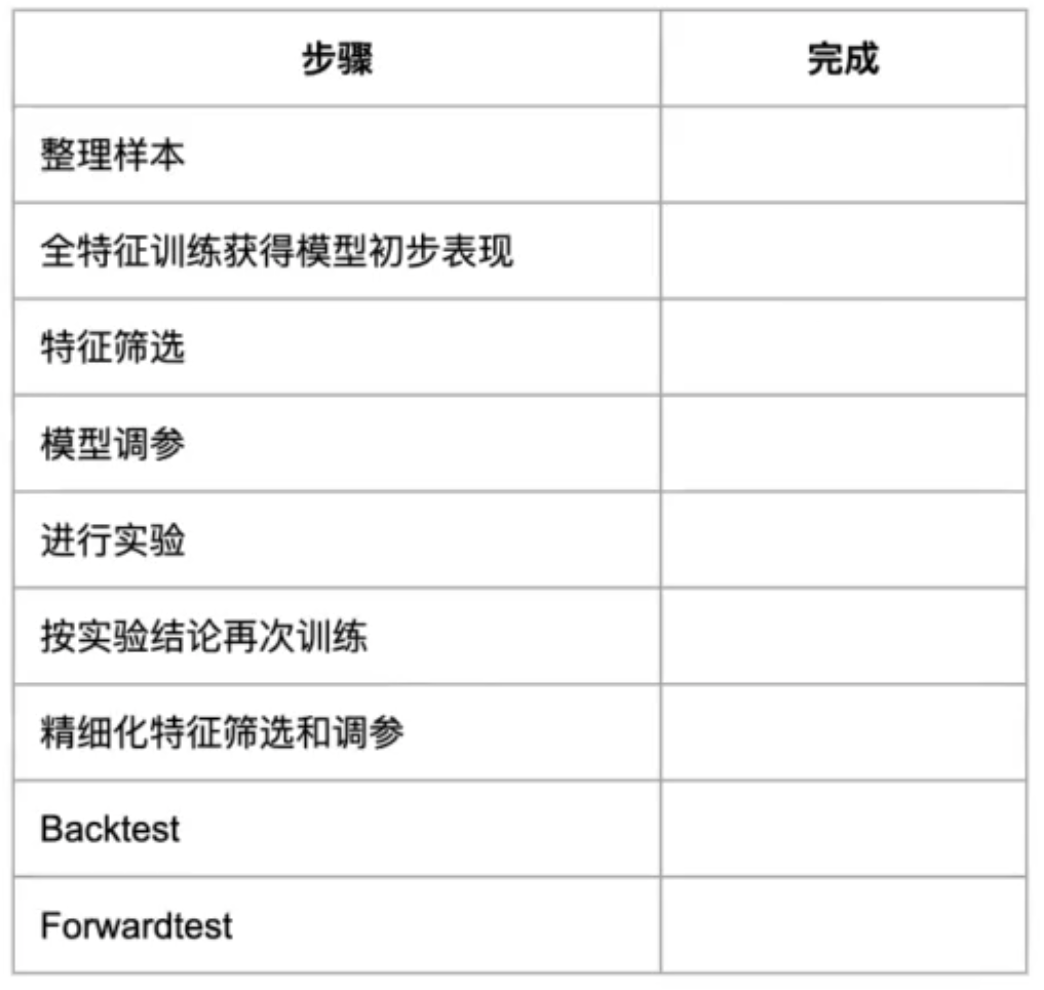 步骤 完成
整理样本
全特征训练获得模型初步表现
特征筛选
模型调参
进行实验
按实验结论再次训练
精细化特征筛选和调参
Backtest
Forwardtest